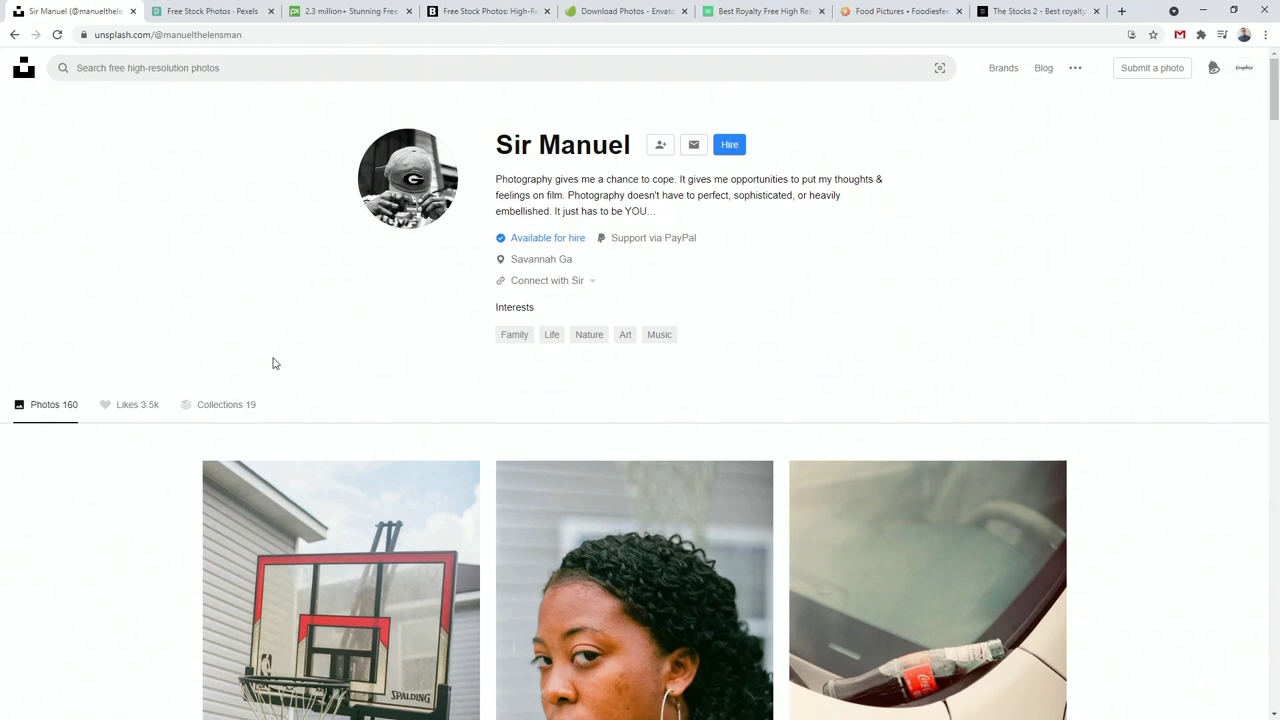 Sir Manuel (@manuelthele
Free Stock Photos - Pexels
2.3 million+ Stunning Free
Free Stock Photos: High-Re
Download Photos - Envato
Best Royalty Free High Res
Food Pictures • Foodiesfee
The Stocks 2 - Best royalty
unsplash.com/@manuelthelensman
Search free high-resolution photos
Brands
Blog
Submit a photo
Sir Manuel
Hire
Photography gives me a chance to cope. It gives me opportunities to put my thoughts &
feelings on film. Photography doesn't have to perfect, sophisticated, or heavily
embellished. It just has to be YOU...
Available for hire
Support via PayPal
Savannah Ga
Connect with Sir
Interests
Family
Life
Nature
Art
Music
Photos 160
Likes 3.5k
Collections 19
SPALDING